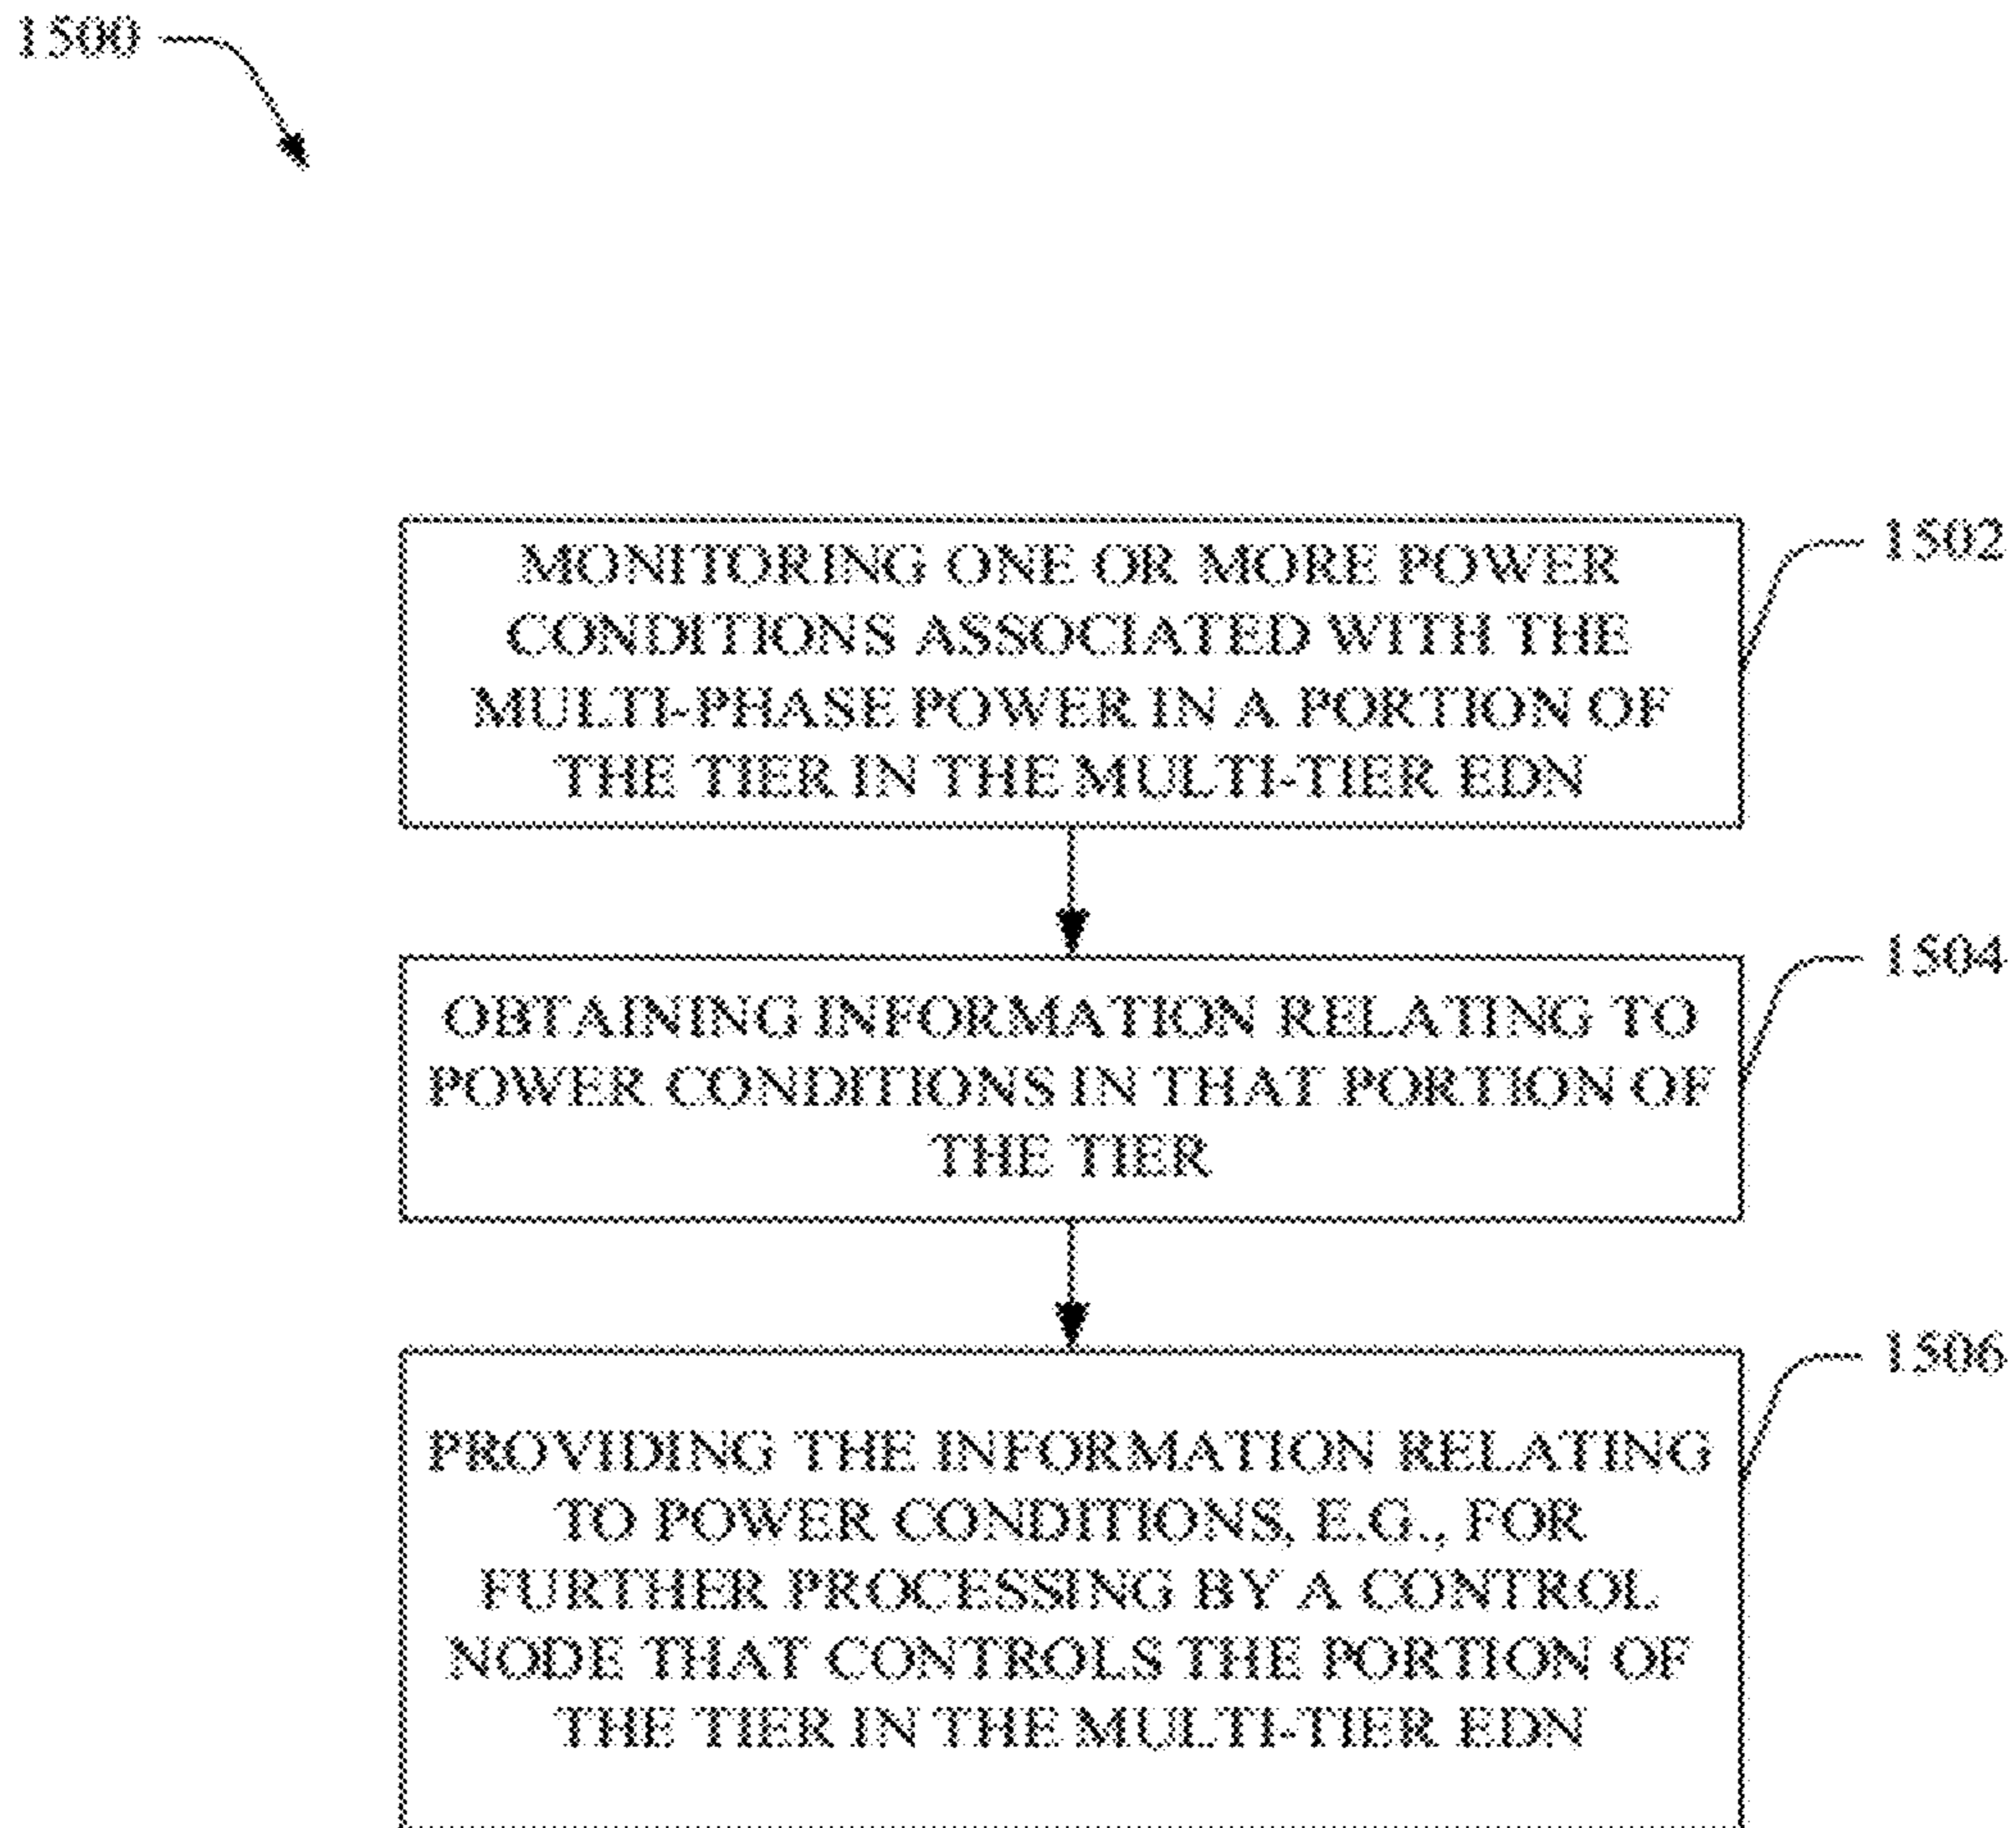 1500
MONITORING ONE OR MORE POWER
CONDITIONS ASSOCIATED WITH THE
MULTI-PHASE POWER IN A PORTION OF
THE TIER IN THE MULTI-TIER EDN
1502
OBTAINING INFORMATION RELATING TO
POWER CONDITIONS IN THAT PORTION OF
THE TIER
1504
PROVIDING THE INFORMATION RELATING
TO POWER CONDITIONS, E.G., FOR
FURTHER PROCESSING BY A CONTROL
NODE THAT CONTROLS THE PORTION OF
THE TIER IN THE MULTI-TIER EDN
1506